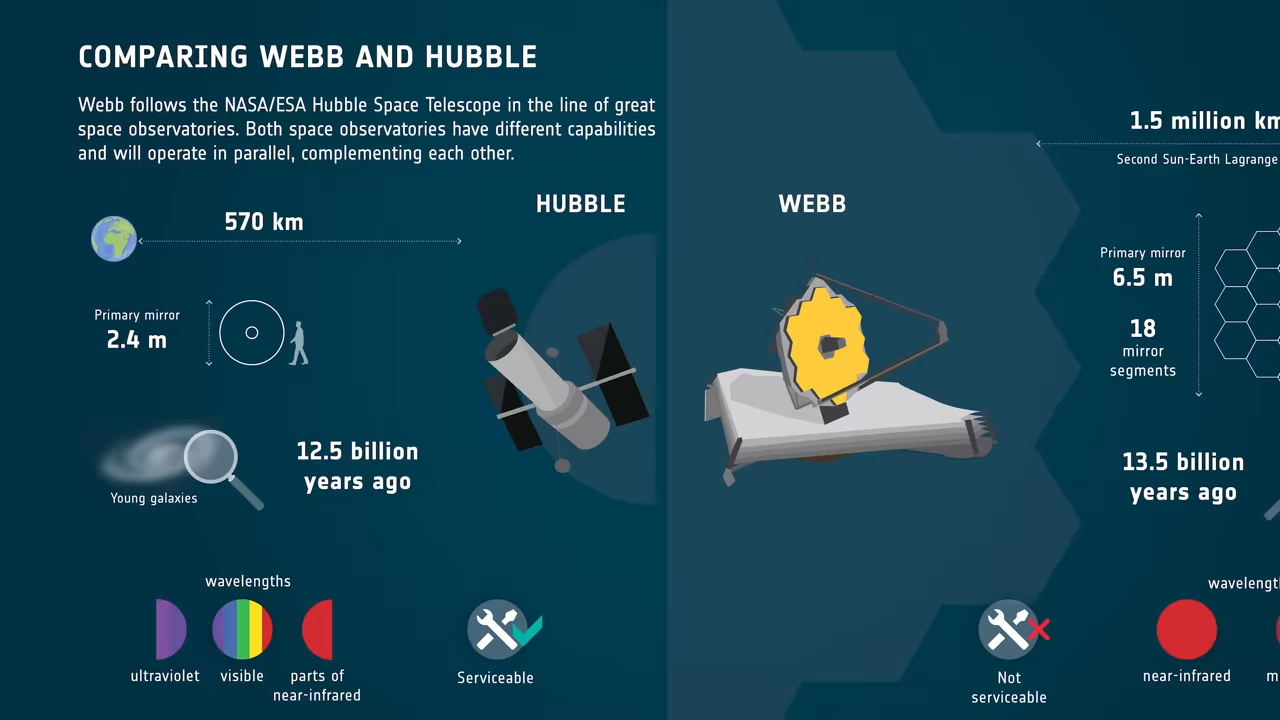 COMPARING WEBB AND HUBBLE
Webb follows the NASA/ESA Hubble Space Telescope in the line of great
space observatories. Both space observatories have different capabilities
and will operate in parallel, complementing each other.
HUBBLE
570 km
Primary mirror
2.4 m
12.5 billion
years ago
Young galaxies
wavelengths
ultraviolet
visible
parts of
near-infrared
Serviceable
WEBB
1.5 million km
Second Sun-Earth Lagrange
Primary mirror
6.5 m
18
mirror
segments
13.5 billion
years ago
Not
serviceable
near-infrared